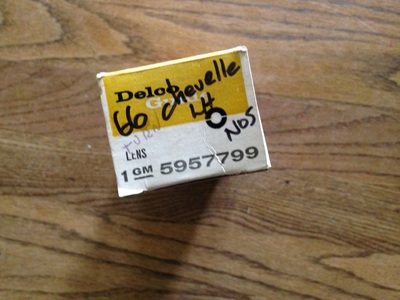 Delco
66 chevelle
LH
NOS
TURN
LENS
1 GM 5957799